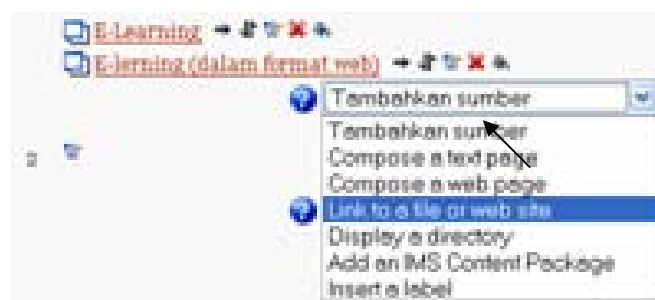 E-Learning
E-lerning (dalam format web)
Tambahkan sumber
Tambahkan sumber
2
Compose a text page
Compose a web page
Link to a file or web site
Display a directory
Add an IMS Content Package
Insert a label